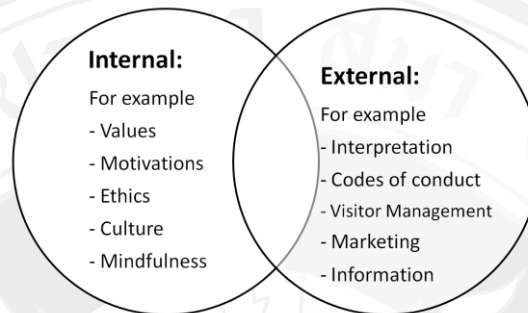 Internal:
For example
- Values
- Motivations
- Ethics
- Culture
- Mindfulness
External:
For example
- Interpretation
- Codes of conduct
- Visitor Management
- Marketing
- Information